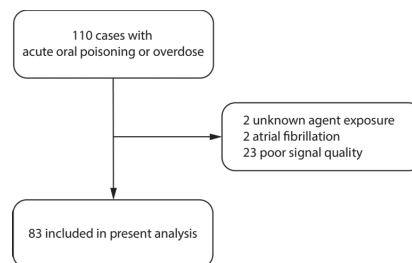 110 cases with
acute oral poisoning or overdose
2 unknown agent exposure
2 atrial fibrillation
23 poor signal quality
83 included in present analysis